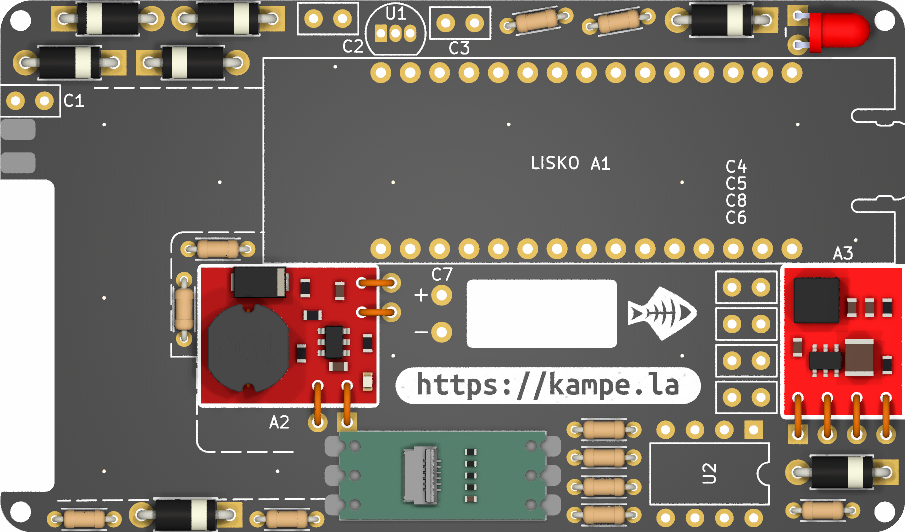 U1
C2
C3
C1
LISKO A1
C4
C5
C8
C6
A3
C7
+
-
https://kampe.la
A2
U2